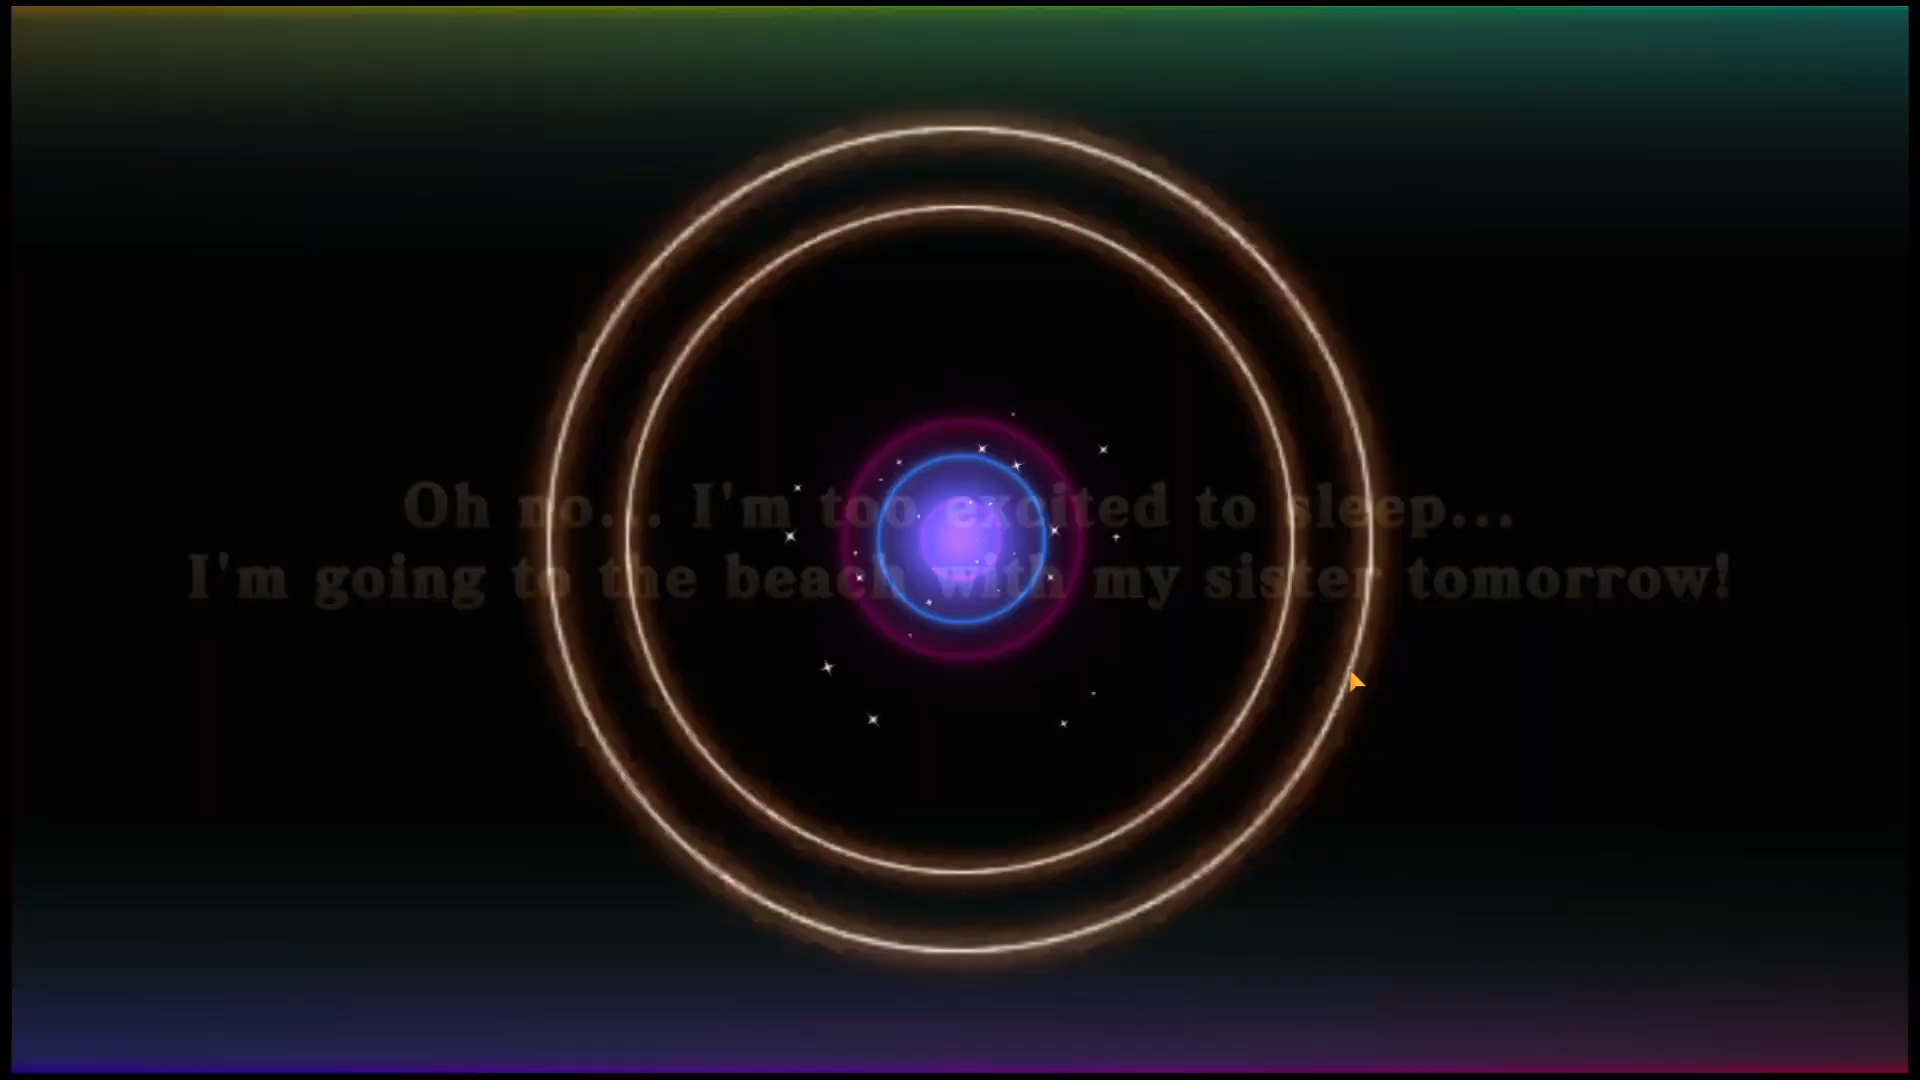 Oh no... I'm too excited to sleep...
I'm going to the beach with my sister tomorrow!